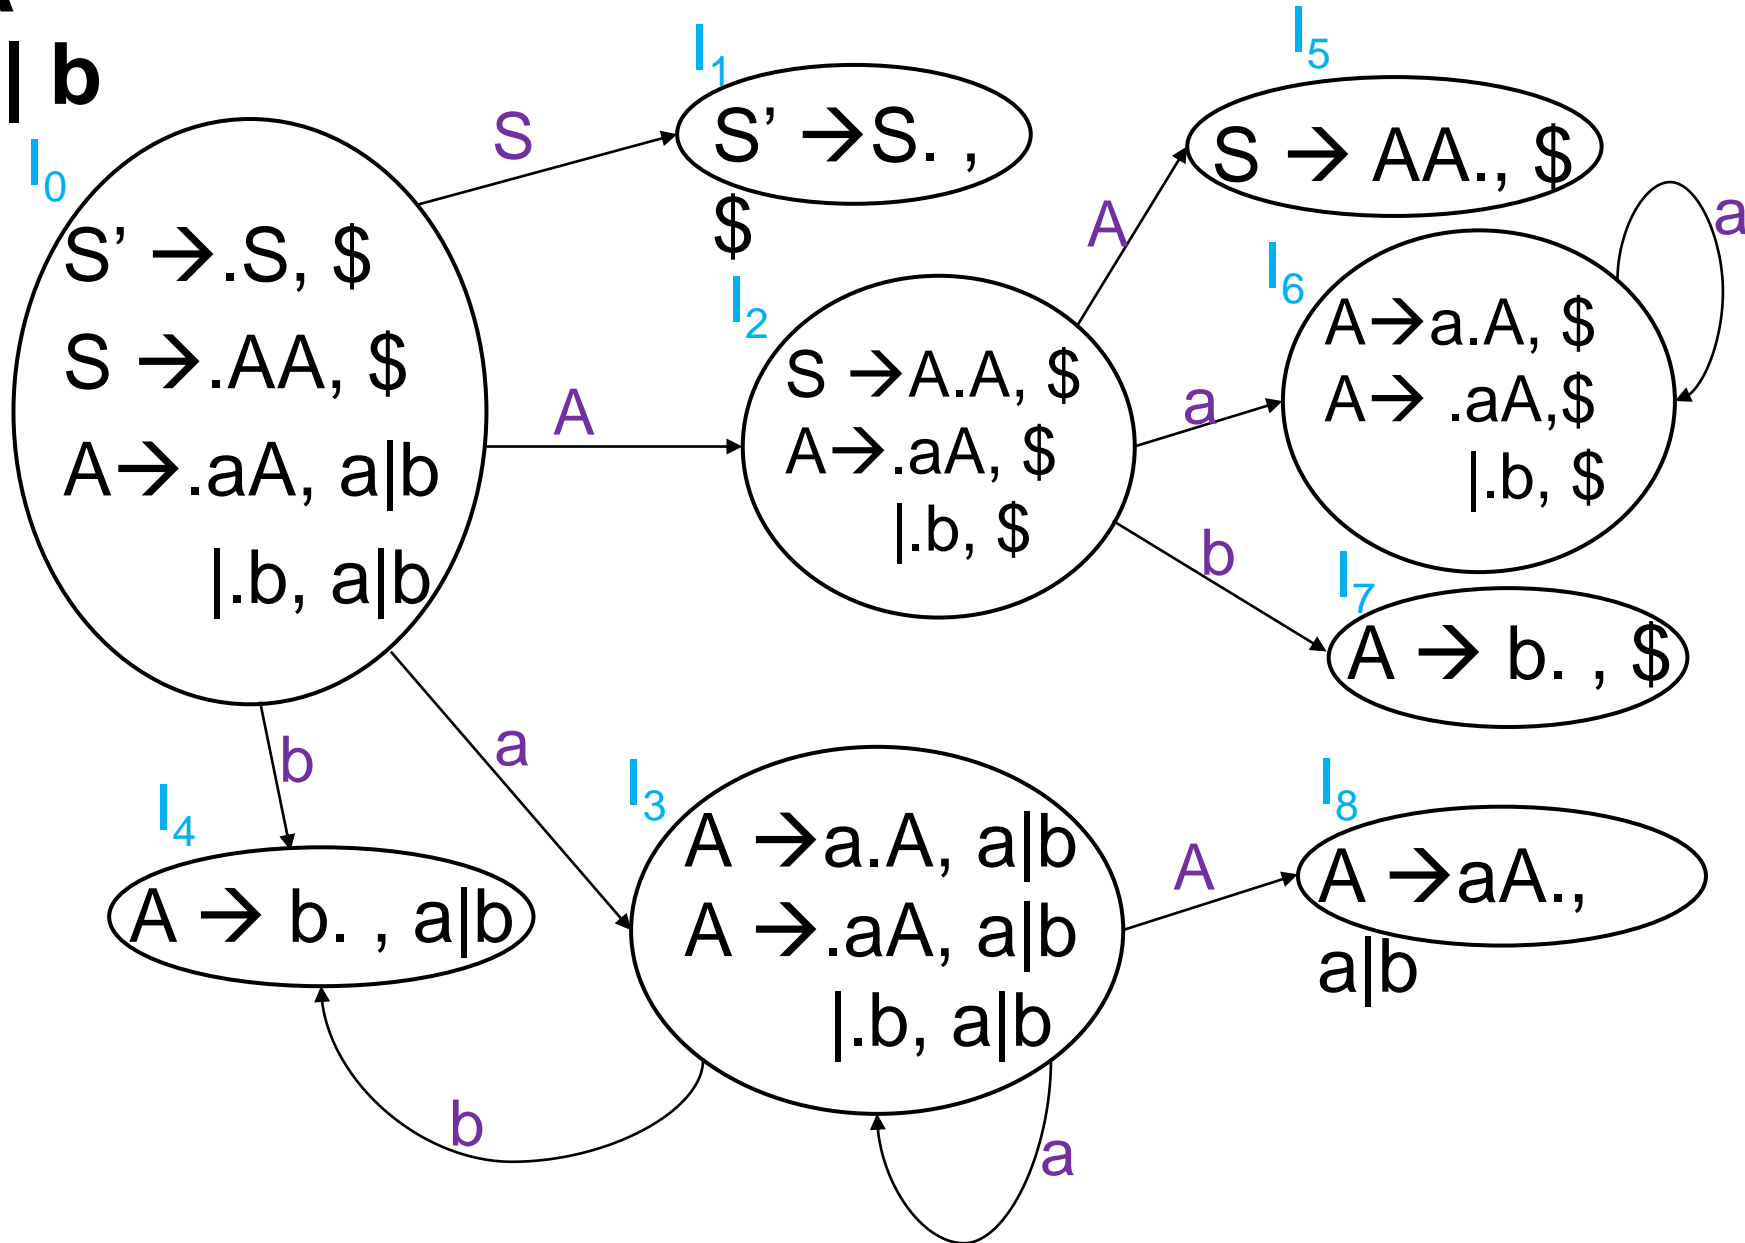 | b
I0
S' →.S, $
S →.AA, $
A→.aA, a|b
|.b, a|b
S
I1
S' →S. ,
$
A
I2
S →A.A, $
A→.aA, $
|.b, $
A
I5
S → AA., $
a
I6
A→a.A, $
A→ .aA,$
|.b, $
a
b
I7
A → b. , $
b
I4
A → b. , a|b
a
I3
A →a.A, a|b
A →.aA, a|b
|.b, a|b
b
a
A
I8
A →aA.,
a|b